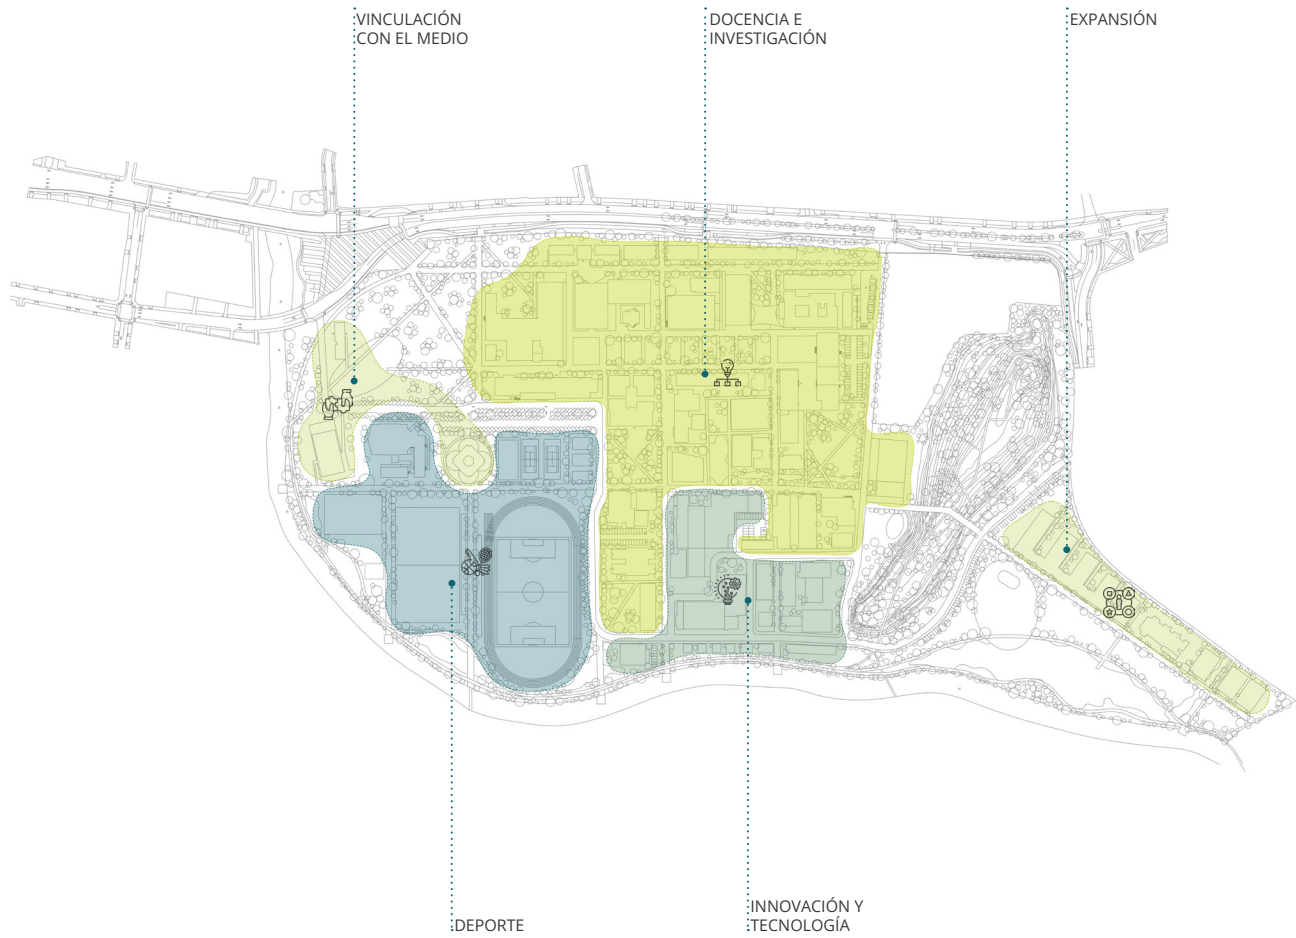 VINCULACIÓN
CON EL MEDIO
DOCENCIA E
INVESTIGACIÓN
EXPANSIÓN
DEPORTE
INNOVACIÓN Y
TECNOLOGÍA